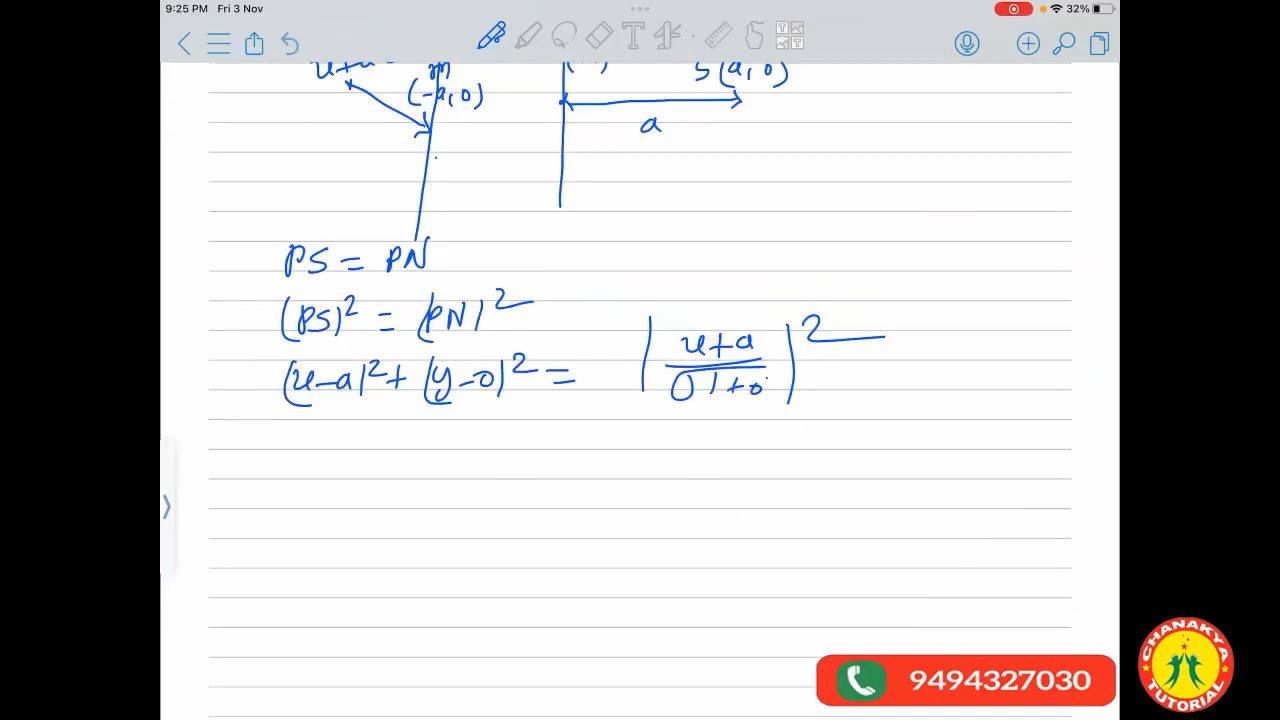 9:25 PM Fri 3 Nov
32%
(-a, 0)
S(a, 0)
a
PS = PN
(PS)² = (PN)²
(x-a)² + (y-0)² = |x+a/√1+0|²
9494327030
CHANAKYA TUTORIAL